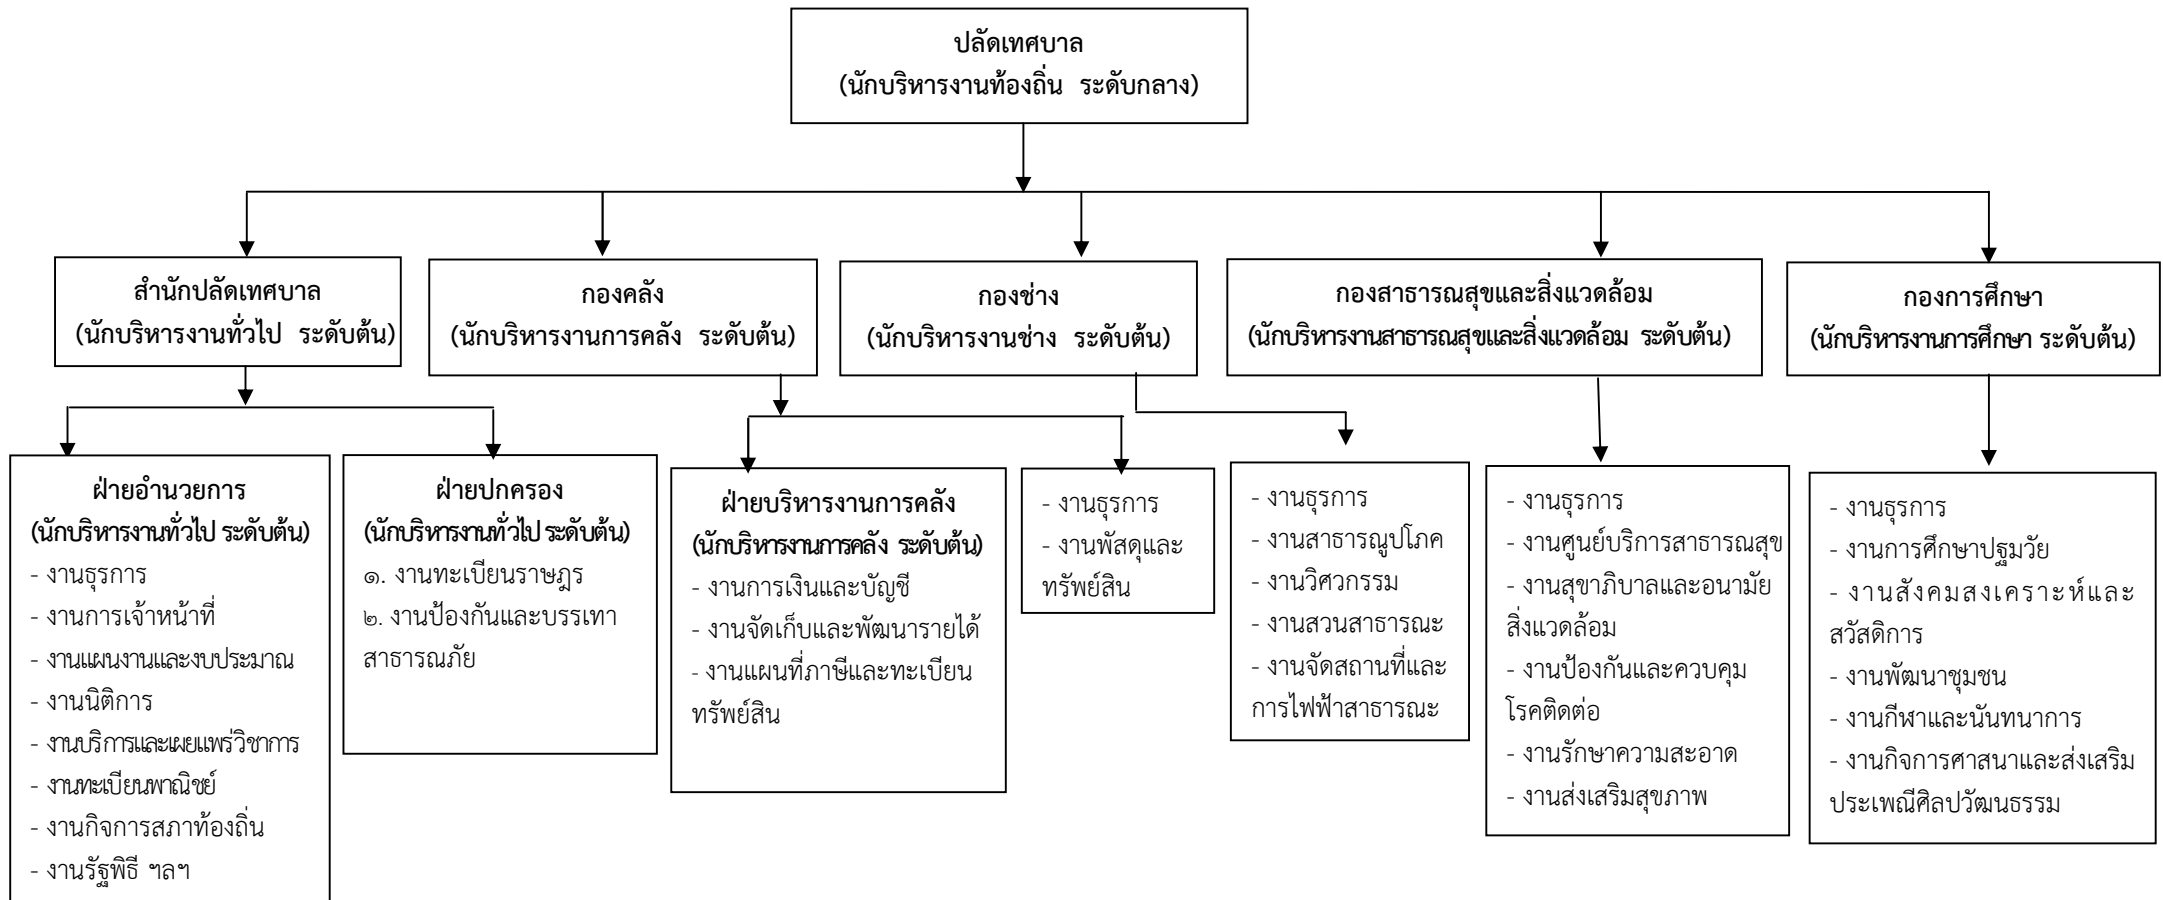 ปลัดเทศบาล
(นักบริหารงานท้องถิ่น ระดับกลาง)
สำนักปลัดเทศบาล
(นักบริหารงานทั่วไป ระดับต้น)
กองคลัง
(นักบริหารงานการคลัง ระดับต้น)
กองช่าง
(นักบริหารงานช่าง ระดับต้น)
กองสาธารณสุขและสิ่งแวดล้อม
(นักบริหารงานสาธารณสุขและสิ่งแวดล้อม ระดับต้น)
กองการศึกษา
(นักบริหารงานการศึกษา ระดับต้น)
ฝ่ายอำนวยการ
(นักบริหารงานทั่วไป ระดับต้น)
- งานธุรการ
- งานการเจ้าหน้าที่
- งานแผนงานและงบประมาณ
- งานนิติการ
- งานบริการและเผยแพร่วิชาการ
- งานทะเบียนพาณิชย์
- งานกิจการสภาท้องถิ่น
- งานรัฐพิธี ฯลฯ
ฝ่ายปกครอง
(นักบริหารงานทั่วไป ระดับต้น)
๑. งานทะเบียนราษฎร
๒. งานป้องกันและบรรเทา
สาธารณภัย
ฝ่ายบริหารงานการคลัง
(นักบริหารงานการคลัง ระดับต้น)
- งานการเงินและบัญชี
- งานจัดเก็บและพัฒนารายได้
- งานแผนที่ภาษีและทะเบียน
ทรัพย์สิน
- งานธุรการ
- งานพัสดุและ
ทรัพย์สิน
- งานธุรการ
- งานสาธารณูปโภค
- งานวิศวกรรม
- งานสวนสาธารณะ
- งานจัดสถานที่และ
การไฟฟ้าสาธารณะ
- งานธุรการ
- งานศูนย์บริการสาธารณสุข
- งานสุขาภิบาลและอนามัย
สิ่งแวดล้อม
- งานป้องกันและควบคุม
โรคติดต่อ
- งานรักษาความสะอาด
- งานส่งเสริมสุขภาพ
- งานธุรการ
- งานการศึกษาปฐมวัย
- งานสังคมสงเคราะห์และ
สวัสดิการ
- งานพัฒนาชุมชน
- งานกีฬาและนันทนาการ
- งานกิจการศาสนาและส่งเสริม
ประเพณีศิลปวัฒนธรรม